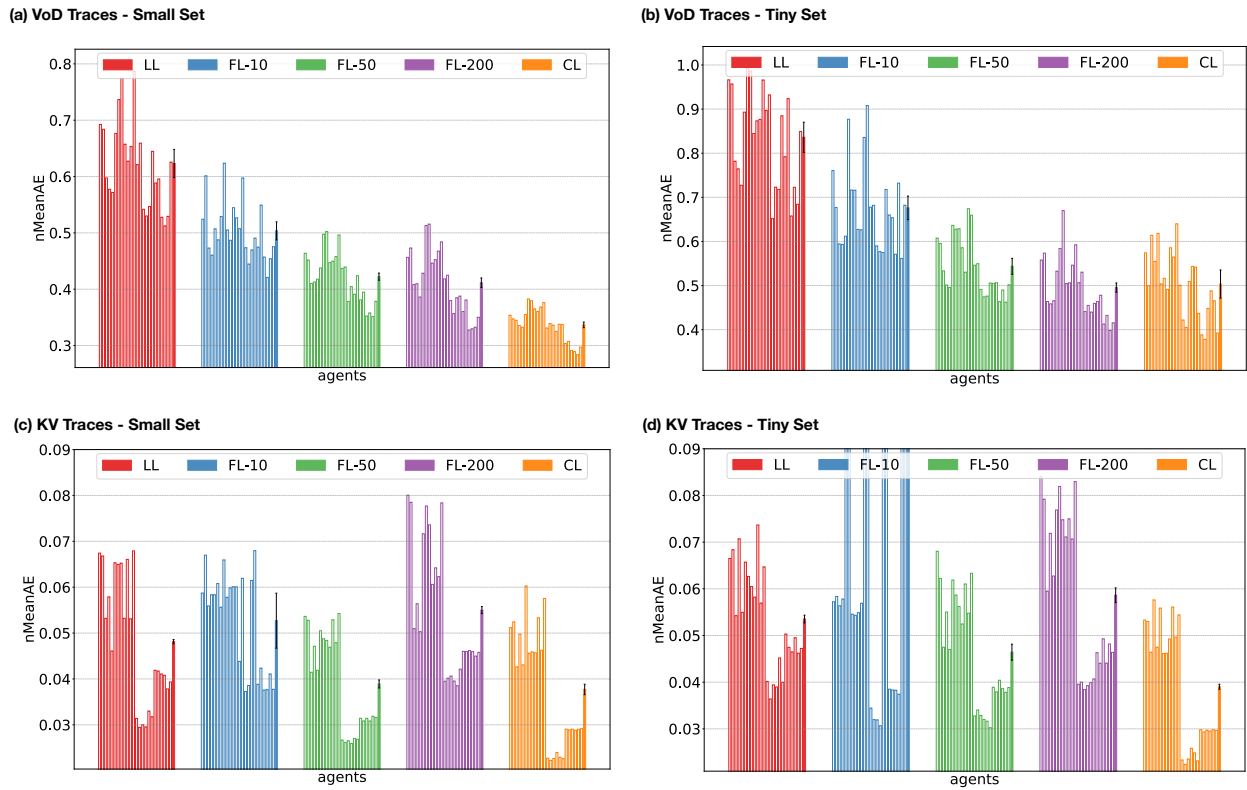 (a) VoD Traces - Small Set
0.8
0.7
0.6
0.5
0.4
0.3
nMeanAE
LL FL-10 FL-50 FL-200 CL
agents
(b) VoD Traces - Tiny Set
1.0
0.9
0.8
0.7
0.6
0.5
0.4
nMeanAE
LL FL-10 FL-50 FL-200 CL
agents
(c) KV Traces - Small Set
0.09
0.08
0.07
0.06
0.05
0.04
0.03
nMeanAE
LL FL-10 FL-50 FL-200 CL
agents
(d) KV Traces - Tiny Set
0.09
0.08
0.07
0.06
0.05
0.04
0.03
nMeanAE
LL FL-10 FL-50 FL-200 CL
agents